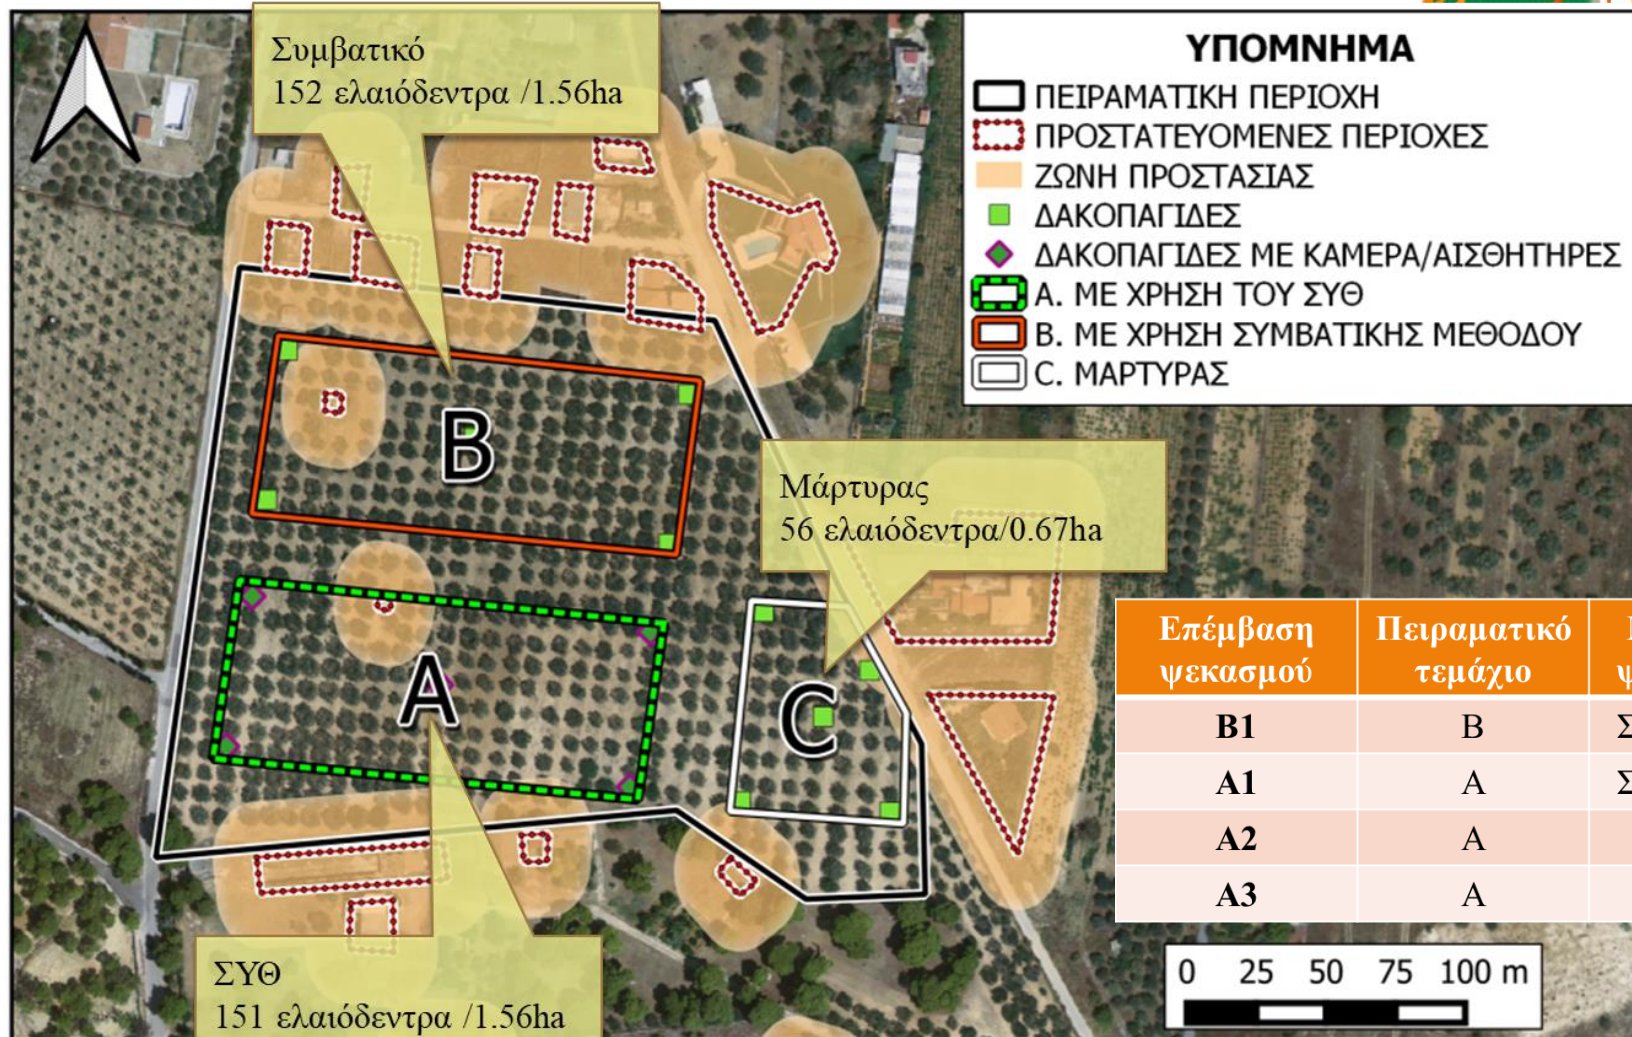 Συμβατικό
152 ελαιόδεντρα /1.56ha
ΥΠΟΜΝΗΜΑ
ΠΕΙΡΑΜΑΤΙΚΗ ΠΕΡΙΟΧΗ
ΠΡΟΣΤΑΤΕΥΟΜΕΝΕΣ ΠΕΡΙΟΧΕΣ
ΖΩΝΗ ΠΡΟΣΤΑΣΙΑΣ
ΔΑΚΟΠΑΓΙΔΕΣ
ΔΑΚΟΠΑΓΙΔΕΣ ΜΕ ΚΑΜΕΡΑ/ΑΙΣΘΗΤΗΡΕΣ
Α. ΜΕ ΧΡΗΣΗ ΤΟΥ ΣΥΘ
Β. ΜΕ ΧΡΗΣΗ ΣΥΜΒΑΤΙΚΗΣ ΜΕΘΟΔΟΥ
C. ΜΑΡΤΥΡΑΣ
B
Μάρτυρας
56 ελαιόδεντρα/0.67ha
A
C
Επέμβαση ψεκασμού
Πειραματικό τεμάχιο
B1 B
A1 A
A2 A
A3 A
ΣΥΘ
151 ελαιόδεντρα /1.56ha
0 25 50 75 100 m